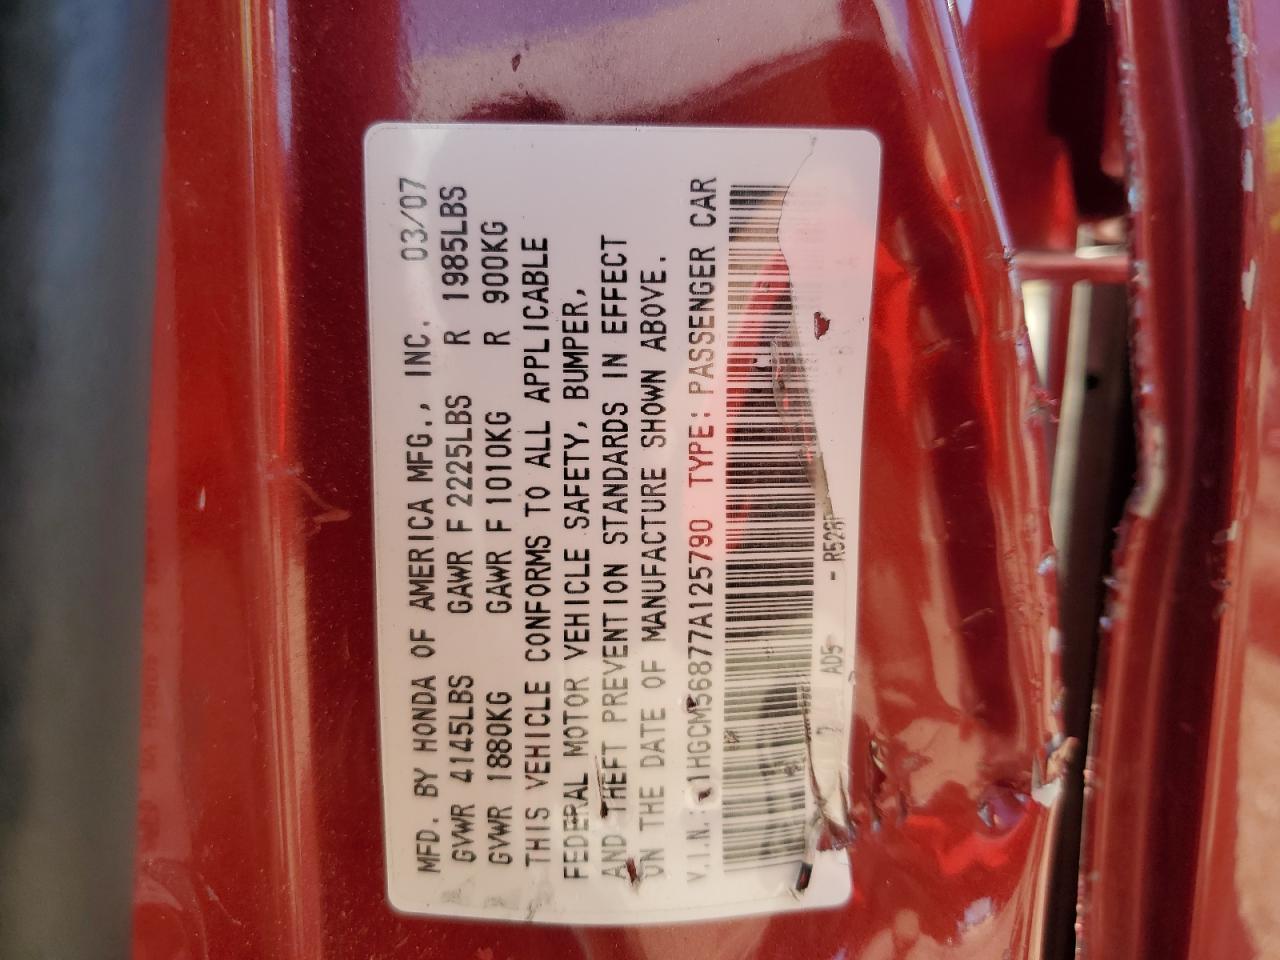 MFD. BY HONDA OF AMERICA MFG., INC. 03/07
GVWR 4145LBS GAWR F 2225LBS R 1985LBS
GVWR 1880KG GAWR F 1010KG R 900KG
THIS VEHICLE CONFORMS TO ALL APPLICABLE
FEDERAL MOTOR VEHICLE SAFETY, BUMPER,
AND THEFT PREVENTION STANDARDS IN EFFECT
ON THE DATE OF MANUFACTURE SHOWN ABOVE.
V.I.N.: 1HGCM56877A125790 TYPE: PASSENGER CAR